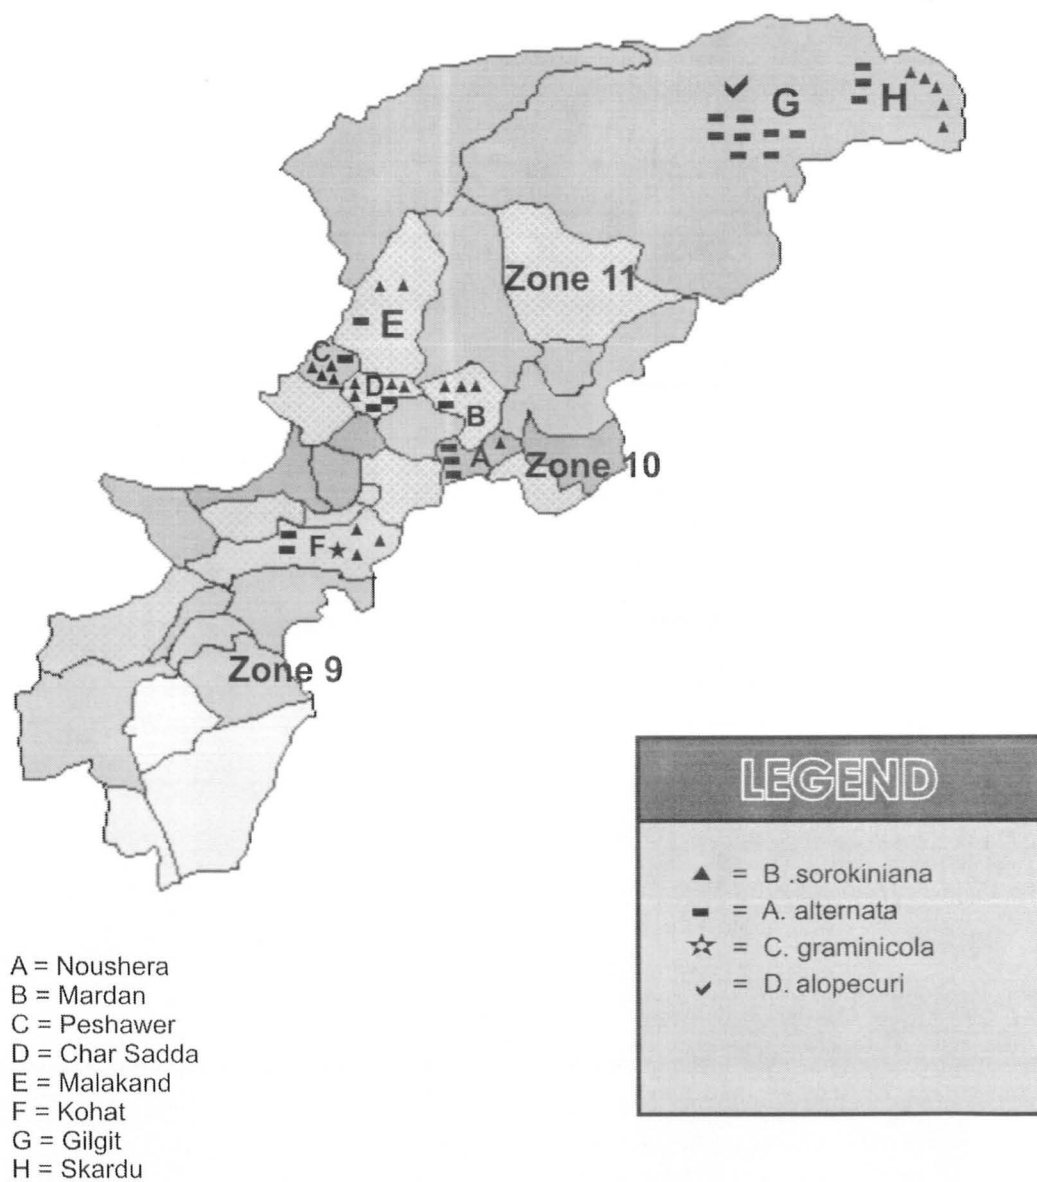 G
H
Zone 11
E
C
D
B
A
Zone 10
F
Zone 9
LEGEND
= B .sorokiniana
= A. alternata
= C. graminicola
= D. alopecuri
A = Noushera
B = Mardan
C = Peshawer
D = Char Sadda
E = Malakand
F = Kohat
G = Gilgit
H = Skardu